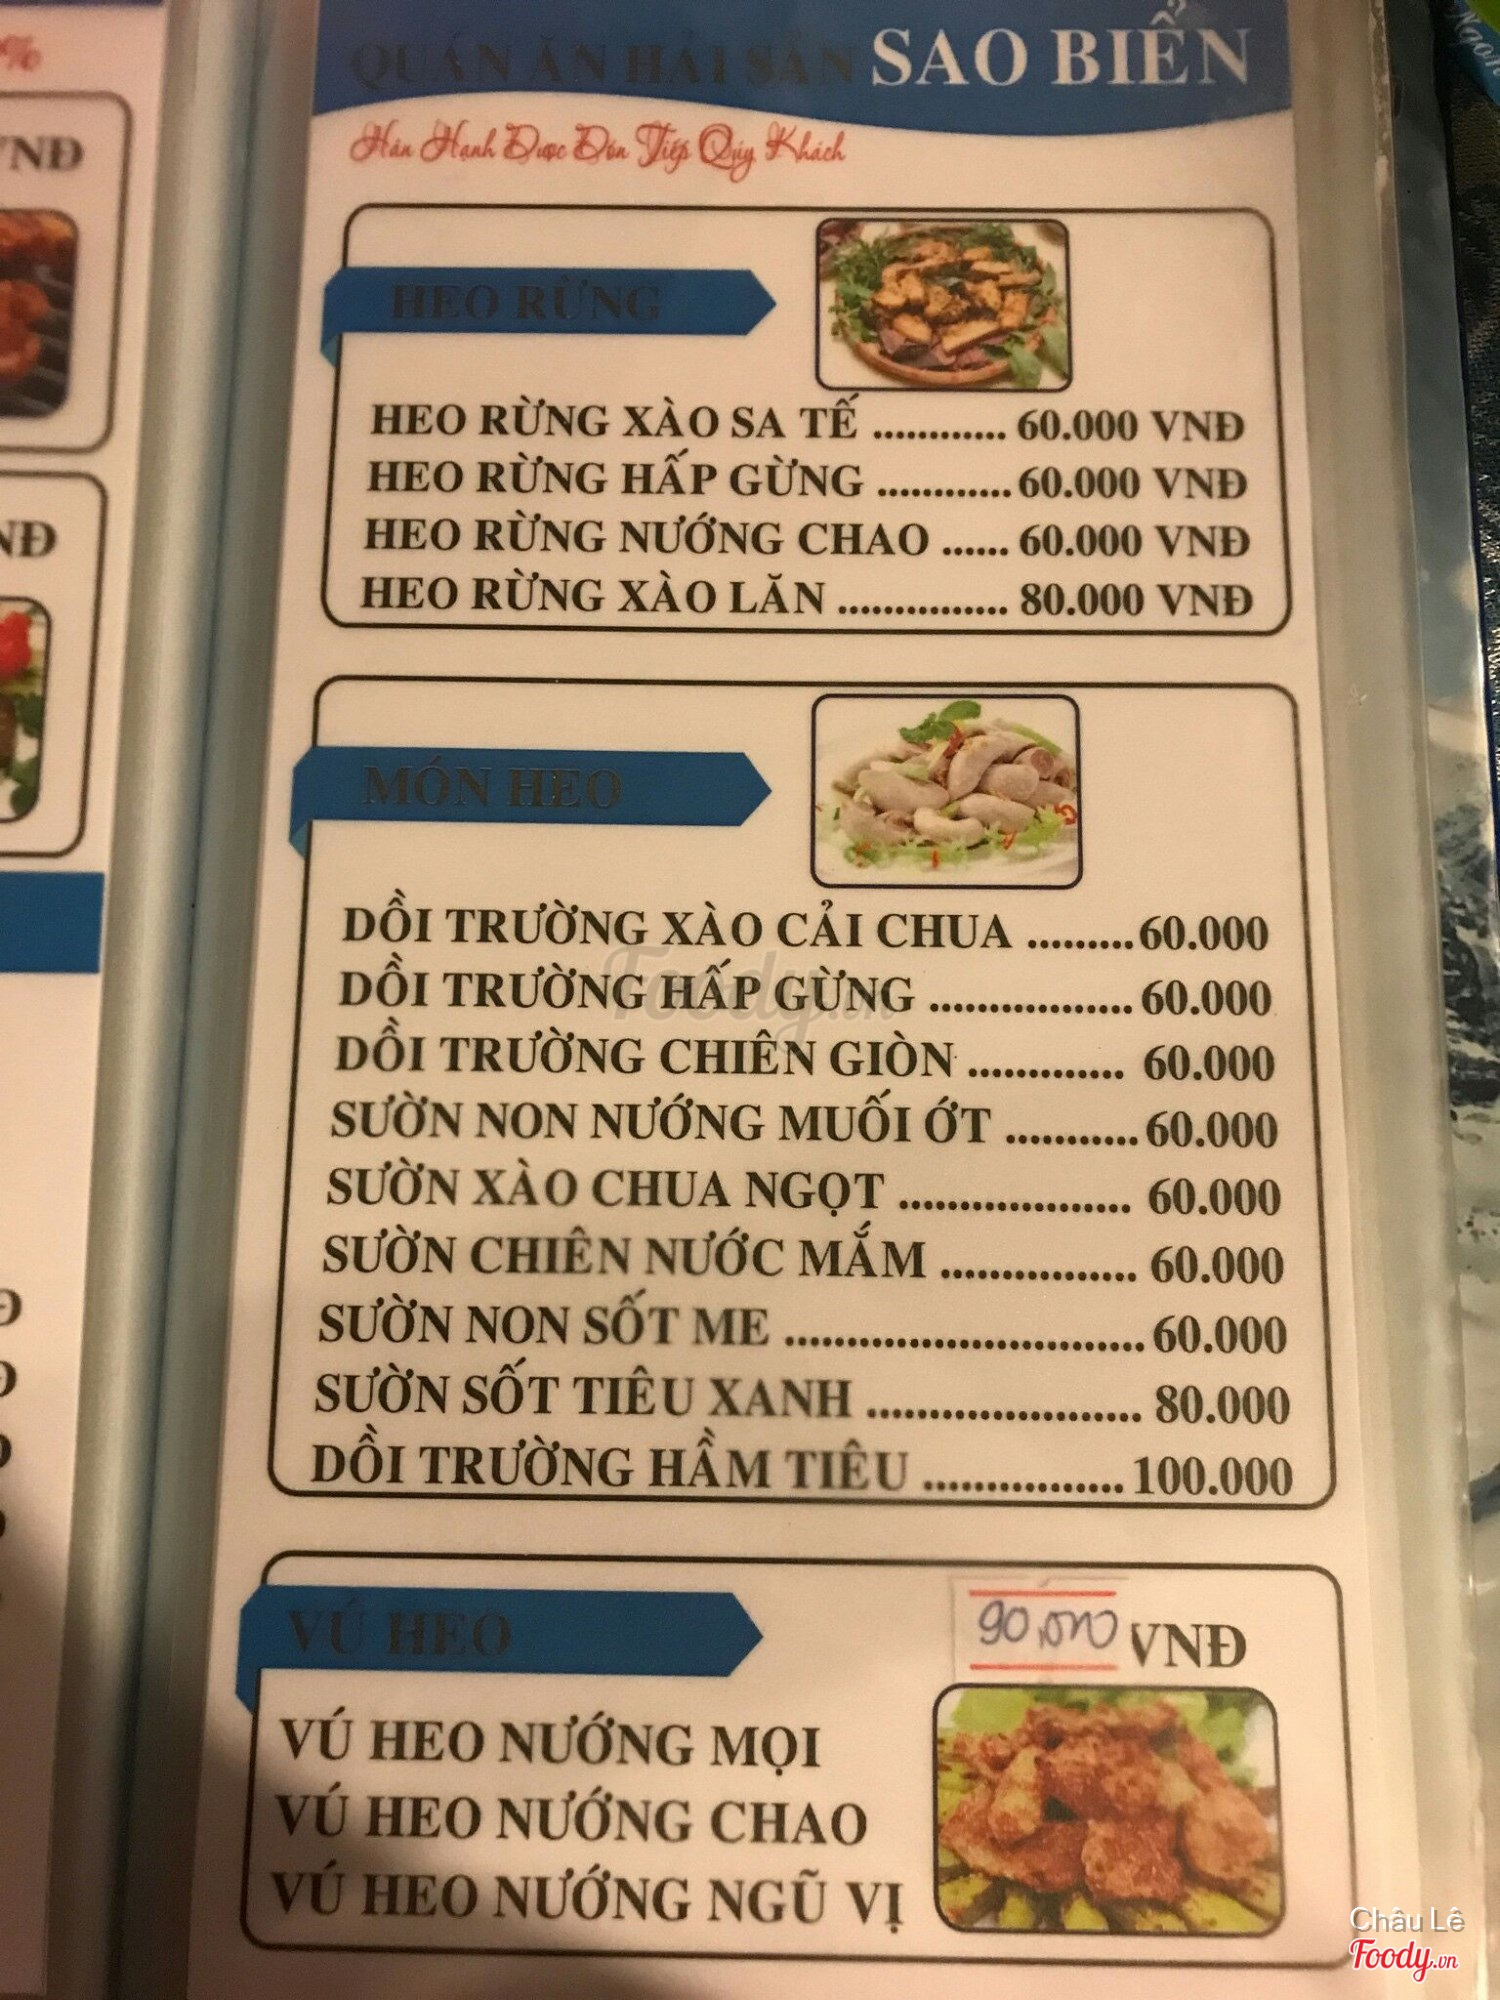 QUÁN ĂN HẢI SẢN SAO BIỂN
Hân Hạnh Được Đón Tiếp Qúy Khách
HEO RỪNG
HEO RỪNG XÀO SA TẾ ............ 60.000 VNĐ
HEO RỪNG HẤP GỪNG ............ 60.000 VNĐ
HEO RỪNG NƯỚNG CHAO ...... 60.000 VNĐ
HEO RỪNG XÀO LĂN ............... 80.000 VNĐ
MÓN HEO
DỒI TRƯỜNG XÀO CẢI CHUA ......... 60.000
DỒI TRƯỜNG HẤP GỪNG ................. 60.000
DỒI TRƯỜNG CHIÊN GIÒN ............. 60.000
SƯỜN NON NƯỚNG MUỐI ỚT ........... 60.000
SƯỜN XÀO CHUA NGỌT ................... 60.000
SƯỜN CHIÊN NƯỚC MẮM ................ 60.000
SƯỜN NON SỐT ME ............................. 60.000
SƯỜN SỐT TIÊU XANH ...................... 80.000
DỒI TRƯỜNG HẦM TIÊU ................ 100.000
VÚ HEO
90,000 VNĐ
VÚ HEO NƯỚNG MỌI
VÚ HEO NƯỚNG CHAO
VÚ HEO NƯỚNG NGŨ VỊ
VNĐ
Foody.vn
Ngon
Châu Lê
Foody.vn